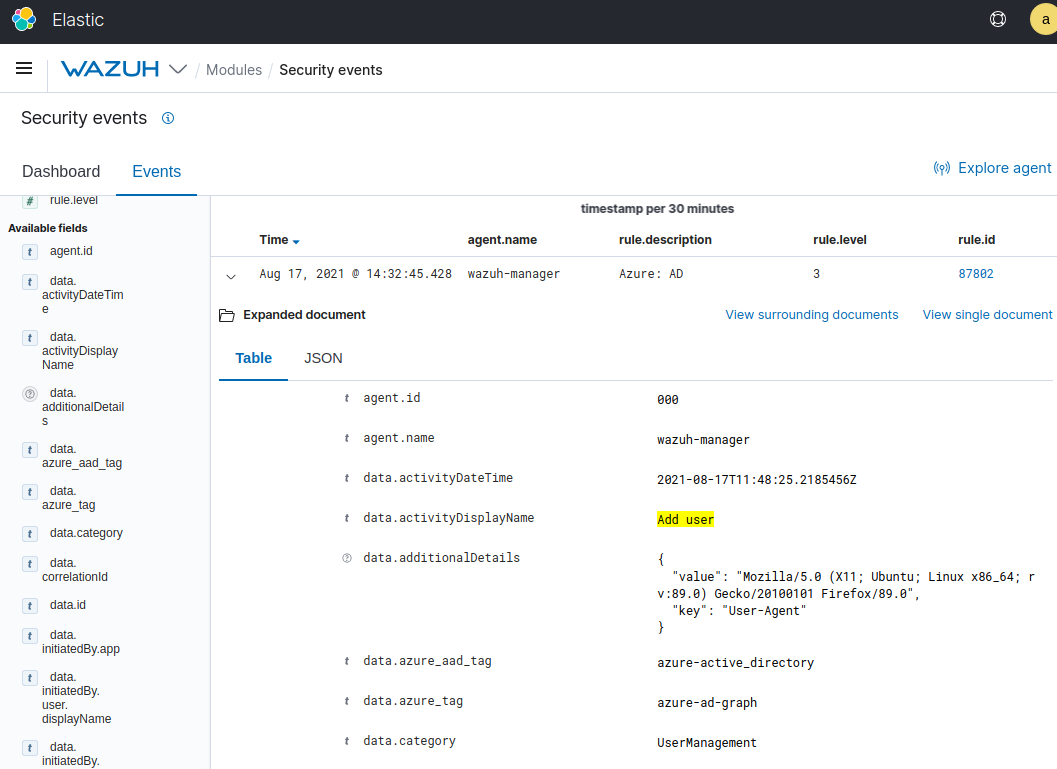 Elastic
a
WAZUH / Modules / Security events
Security events
Dashboard
Events
Explore agent
# rule.level
Available fields
t agent.id
t data.
activityDateTim
e
t data.
activityDisplay
Name
? data.
additionalDetail
s
t data.
azure_aad_tag
t data.
azure_tag
t data.category
t data.
correlationId
t data.id
t data.
initiatedBy.app
t data.
initiatedBy.
user.
displayName
t data.
initiatedBy.
timestamp per 30 minutes
Time agent.name rule.description rule.level rule.id
Aug 17, 2021 @ 14:32:45.428 wazuh-manager Azure: AD 3 87802
Expanded document
View surrounding documents
View single document
Table
JSON
t agent.id 000
t agent.name wazuh-manager
t data.activityDateTime 2021-08-17T11:48:25.2185456Z
t data.activityDisplayName Add user
? data.additionalDetails {
"value": "Mozilla/5.0 (X11; Ubuntu; Linux x86_64; r
v:89.0) Gecko/20100101 Firefox/89.0",
"key": "User-Agent"
}
t data.azure_aad_tag azure-active_directory
t data.azure_tag azure-ad-graph
t data.category UserManagement